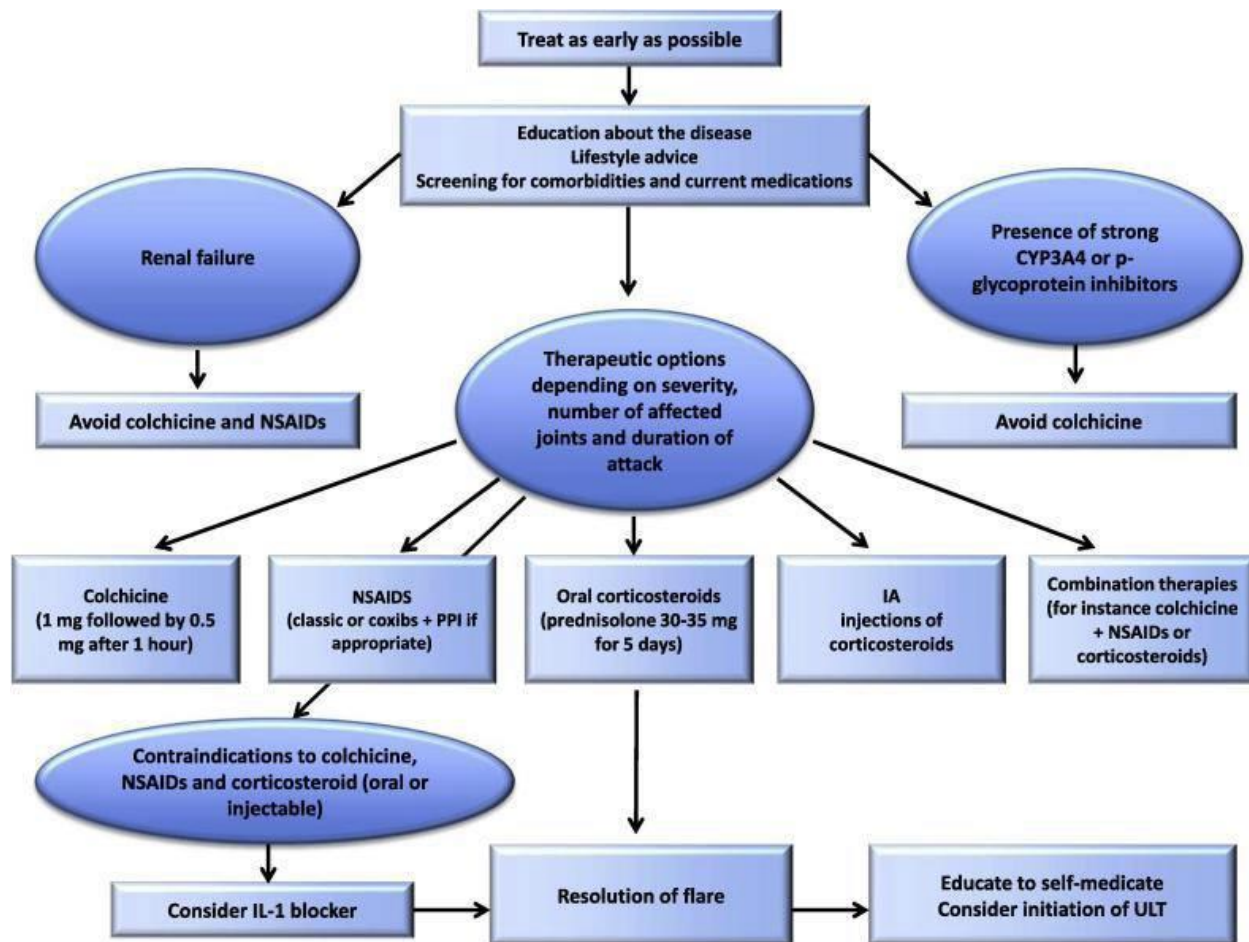 Treat as early as possible
Education about the disease
Lifestyle advice
Screening for comorbidities and current medications
Renal failure
Presence of strong
CYP3A4 or p-
glycoprotein inhibitors
Avoid colchicine and NSAIDs
Therapeutic options
depending on severity,
number of affected
joints and duration of
attack
Avoid colchicine
Colchicine
(1 mg followed by 0.5
mg after 1 hour)
NSAIDS
(classic or coxibs + PPI if
appropriate)
Oral corticosteroids
(prednisolone 30-35 mg
for 5 days)
IA
injections of
corticosteroids
Combination therapies
(for instance colchicine
+ NSAIDs or
corticosteroids)
Contraindications to colchicine,
NSAIDs and corticosteroid (oral or
injectable)
Consider IL-1 blocker
Resolution of flare
Educate to self-medicate
Consider initiation of ULT